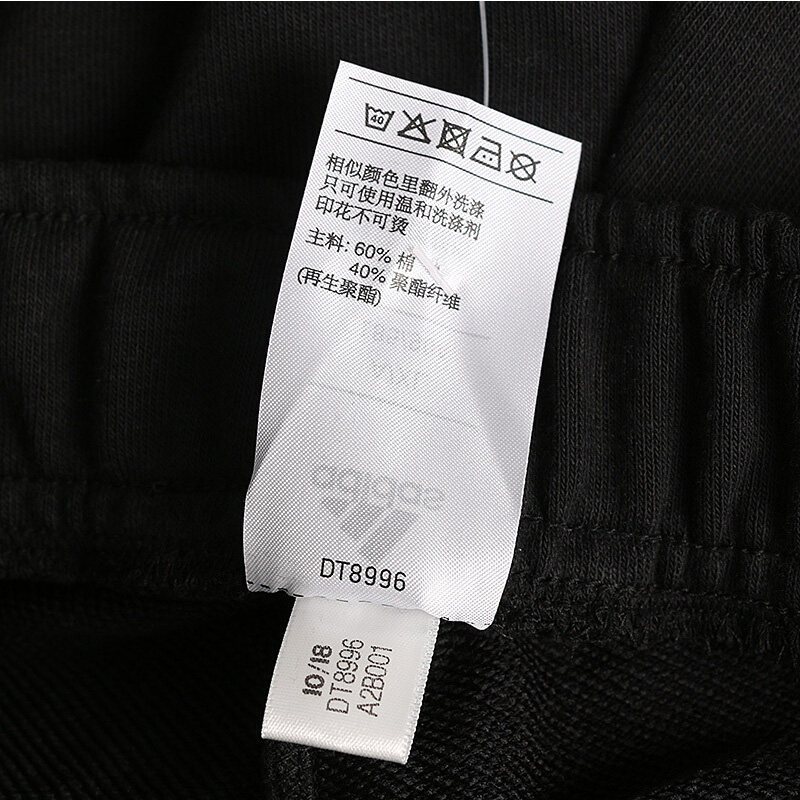 40
相似颜色里翻外洗涤
只可使用温和洗涤剂
印花不可烫
主料: 60% 棉
40% 聚酯纤维
(再生聚酯)
adidas
DT8996
10/18
DT8996
A2B001